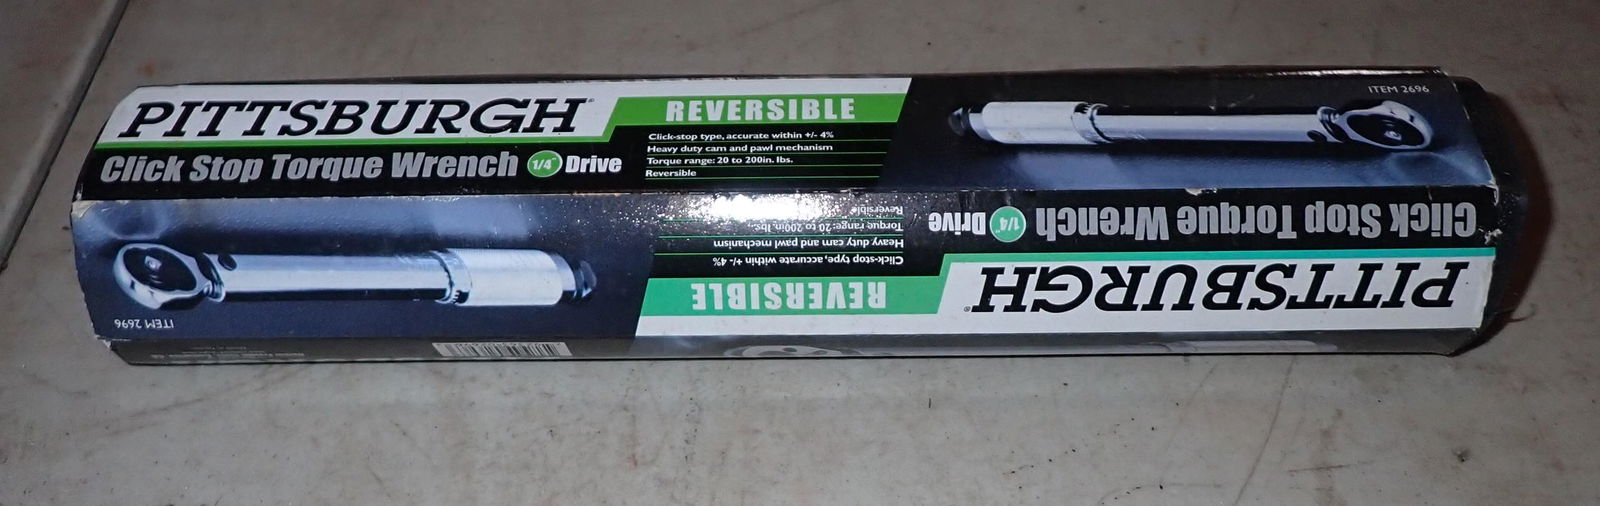 PITTSBURGH®
Click Stop Torque Wrench 1/4" Drive
REVERSIBLE
Click-stop type, accurate within +/- 4%
Heavy duty cam and pawl mechanism
Torque range: 20 to 200in. lbs.
Reversible
ITEM 2696
PITTSBURGH®
Click Stop Torque Wrench 1/4" Drive
REVERSIBLE
Click-stop type, accurate within +/- 4%
Heavy duty cam and pawl mechanism
Torque range: 20 to 200in. lbs.
Reversible
ITEM 2696